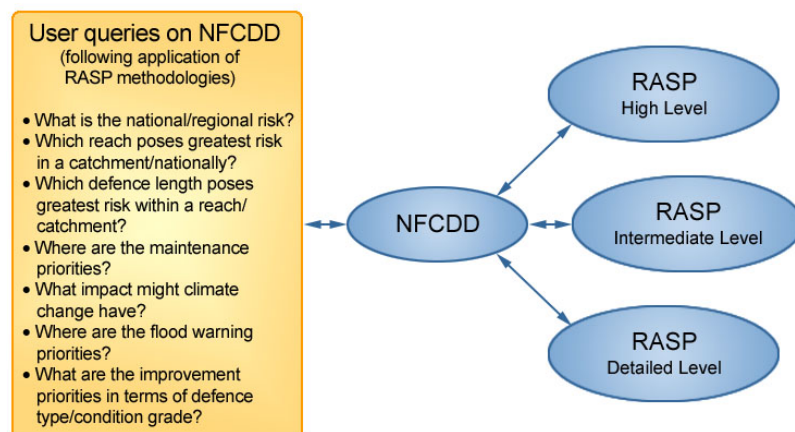 User queries on NFCDD
(following application of
RASP methodologies)
• What is the national/regional risk?
• Which reach poses greatest risk
in a catchment/nationally?
• Which defence length poses
greatest risk within a reach/
catchment?
• Where are the maintenance
priorities?
• What impact might climate
change have?
• Where are the flood warning
priorities?
• What are the improvement
priorities in terms of defence
type/condition grade?
NFCDD
RASP
High Level
RASP
Intermediate Level
RASP
Detailed Level